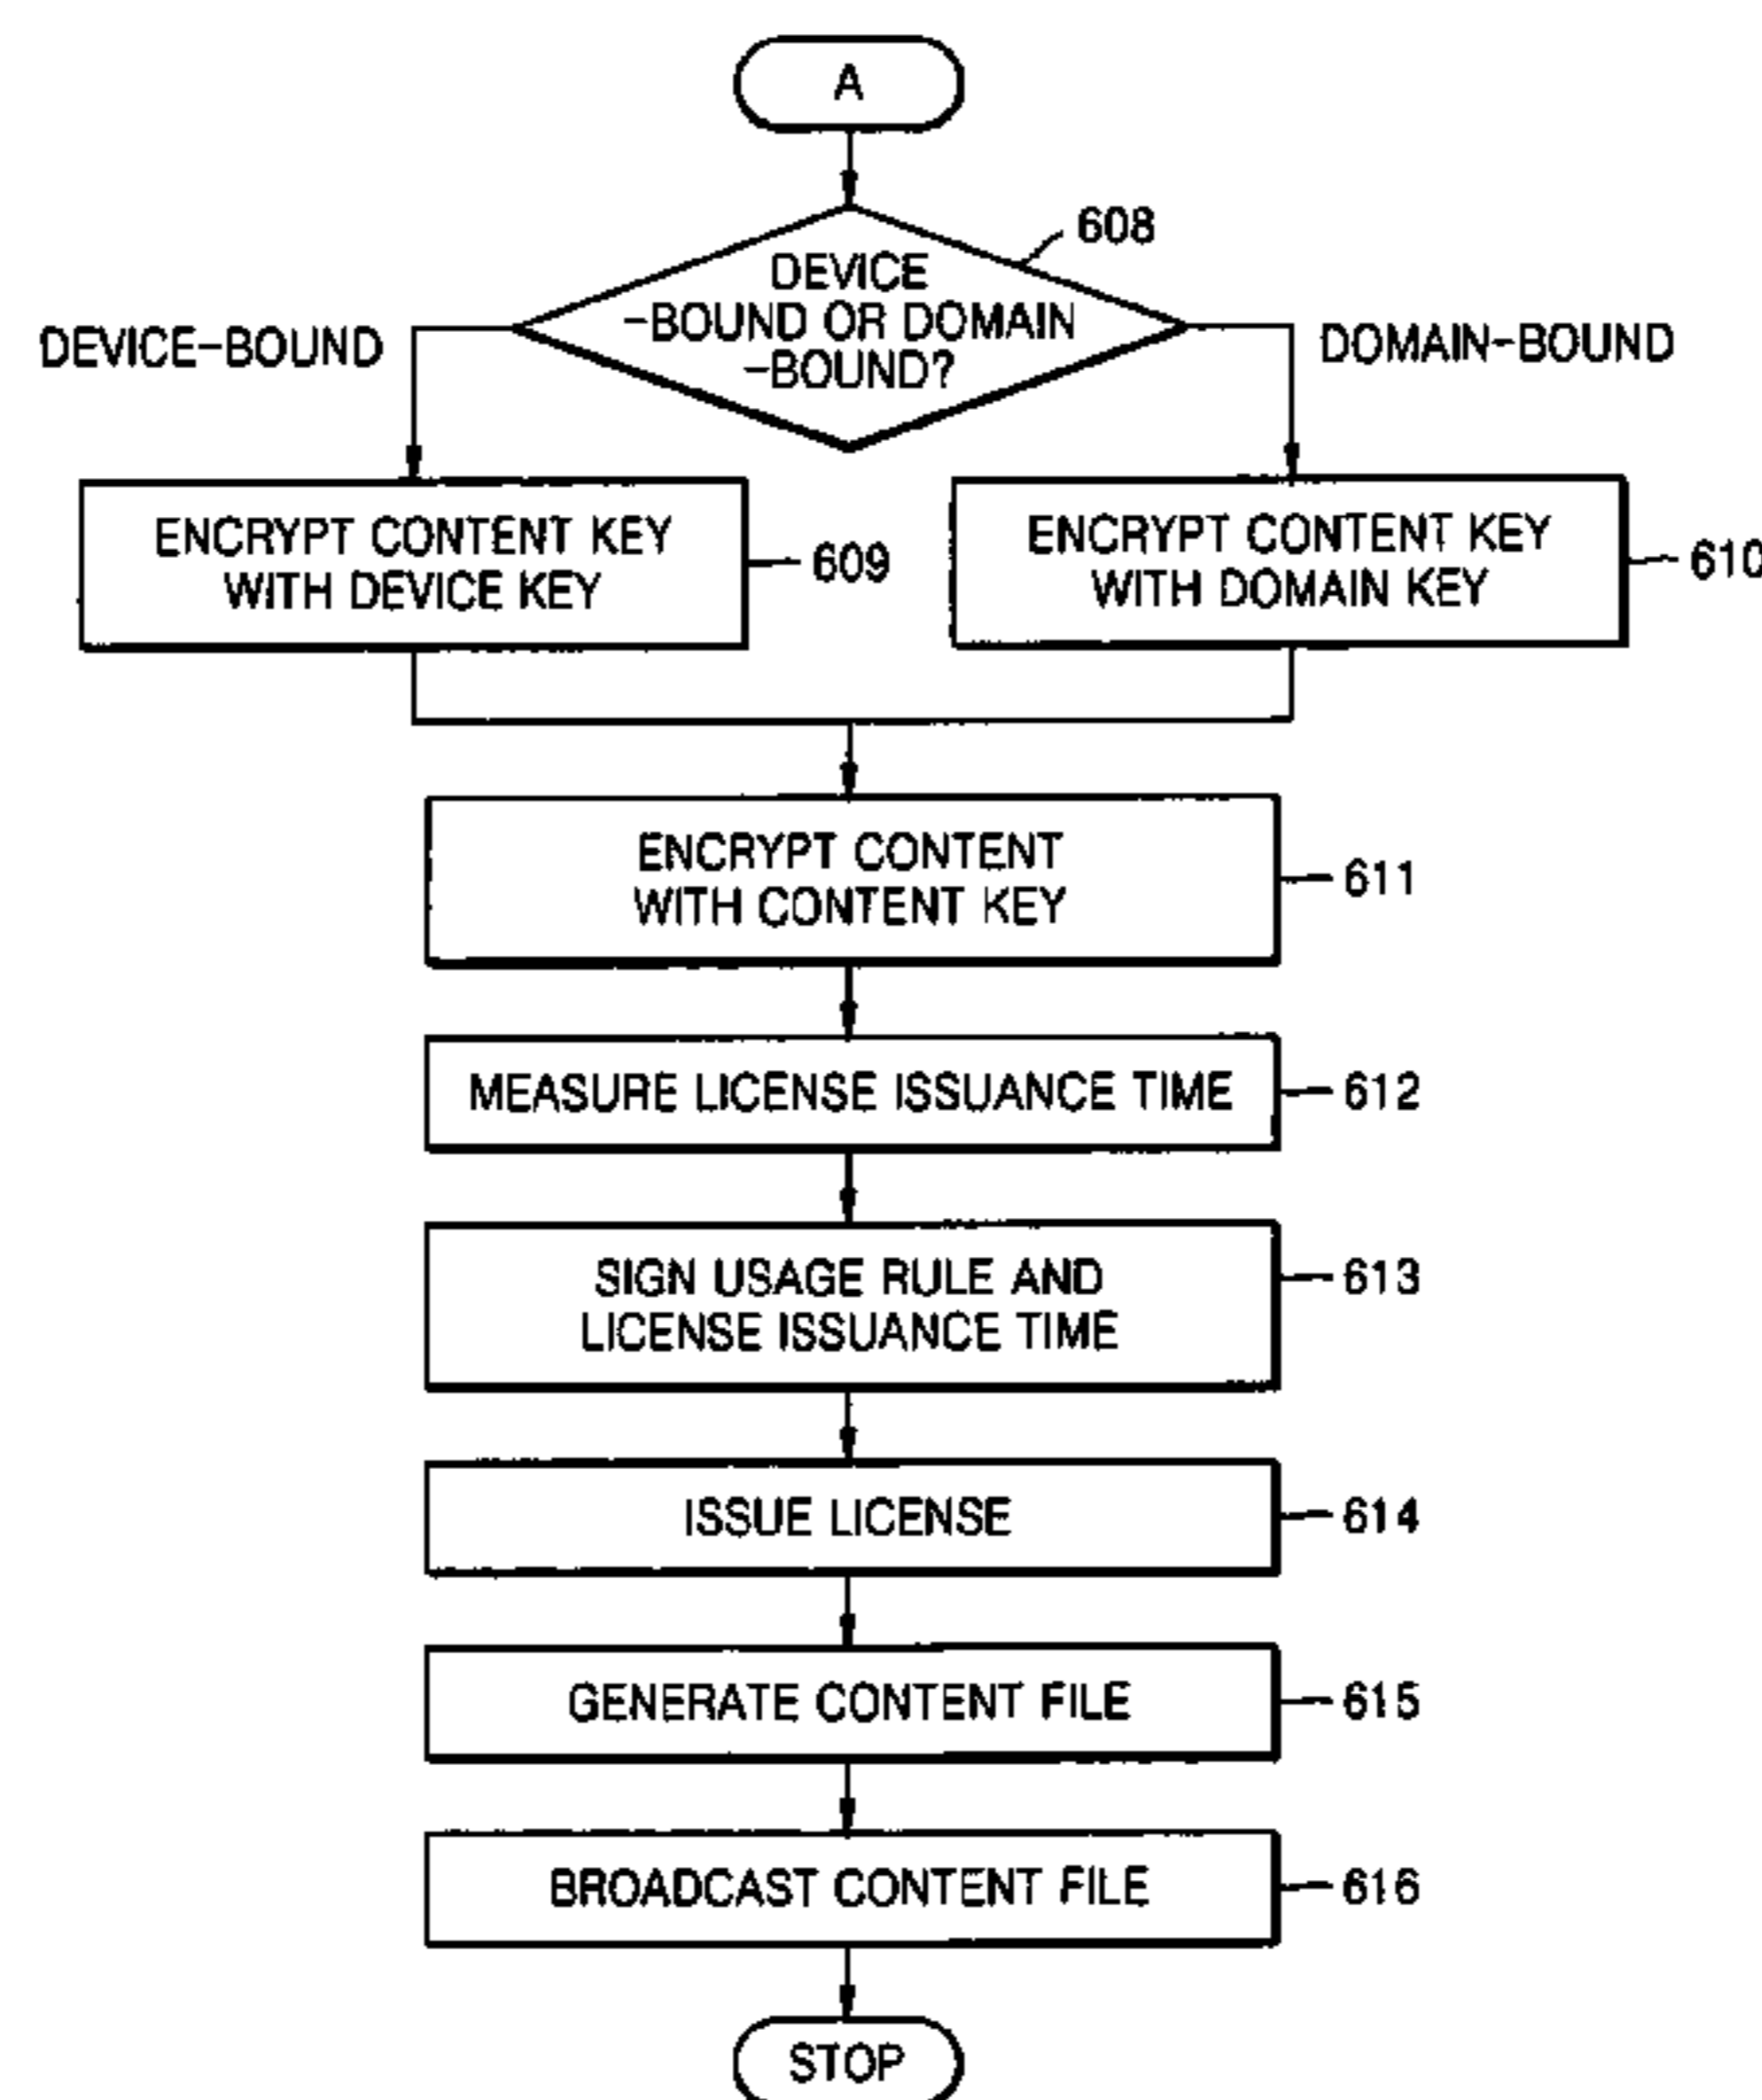 A
608
DEVICE
-BOUND OR DOMAIN
-BOUND?
DEVICE-BOUND
DOMAIN-BOUND
ENCRYPT CONTENT KEY
WITH DEVICE KEY
609
ENCRYPT CONTENT KEY
WITH DOMAIN KEY
610
ENCRYPT CONTENT
WITH CONTENT KEY
611
MEASURE LICENSE ISSUANCE TIME
612
SIGN USAGE RULE AND
LICENSE ISSUANCE TIME
613
ISSUE LICENSE
614
GENERATE CONTENT FILE
615
BROADCAST CONTENT FILE
616
STOP